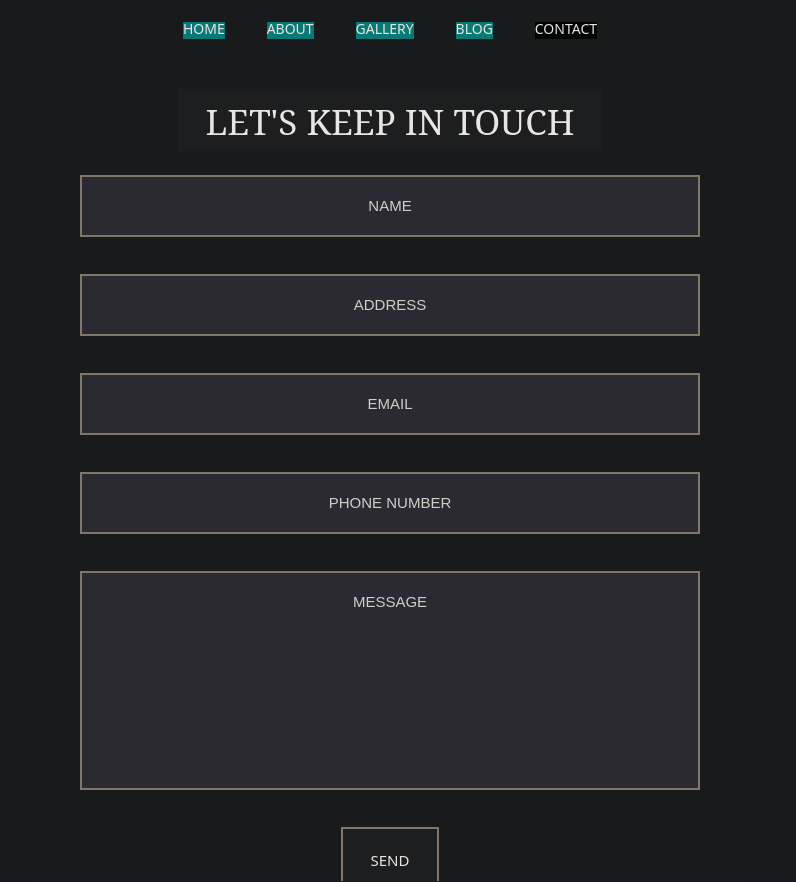 HOME ABOUT GALLERY BLOG CONTACT
LET'S KEEP IN TOUCH
NAME
ADDRESS
EMAIL
PHONE NUMBER
MESSAGE
SEND